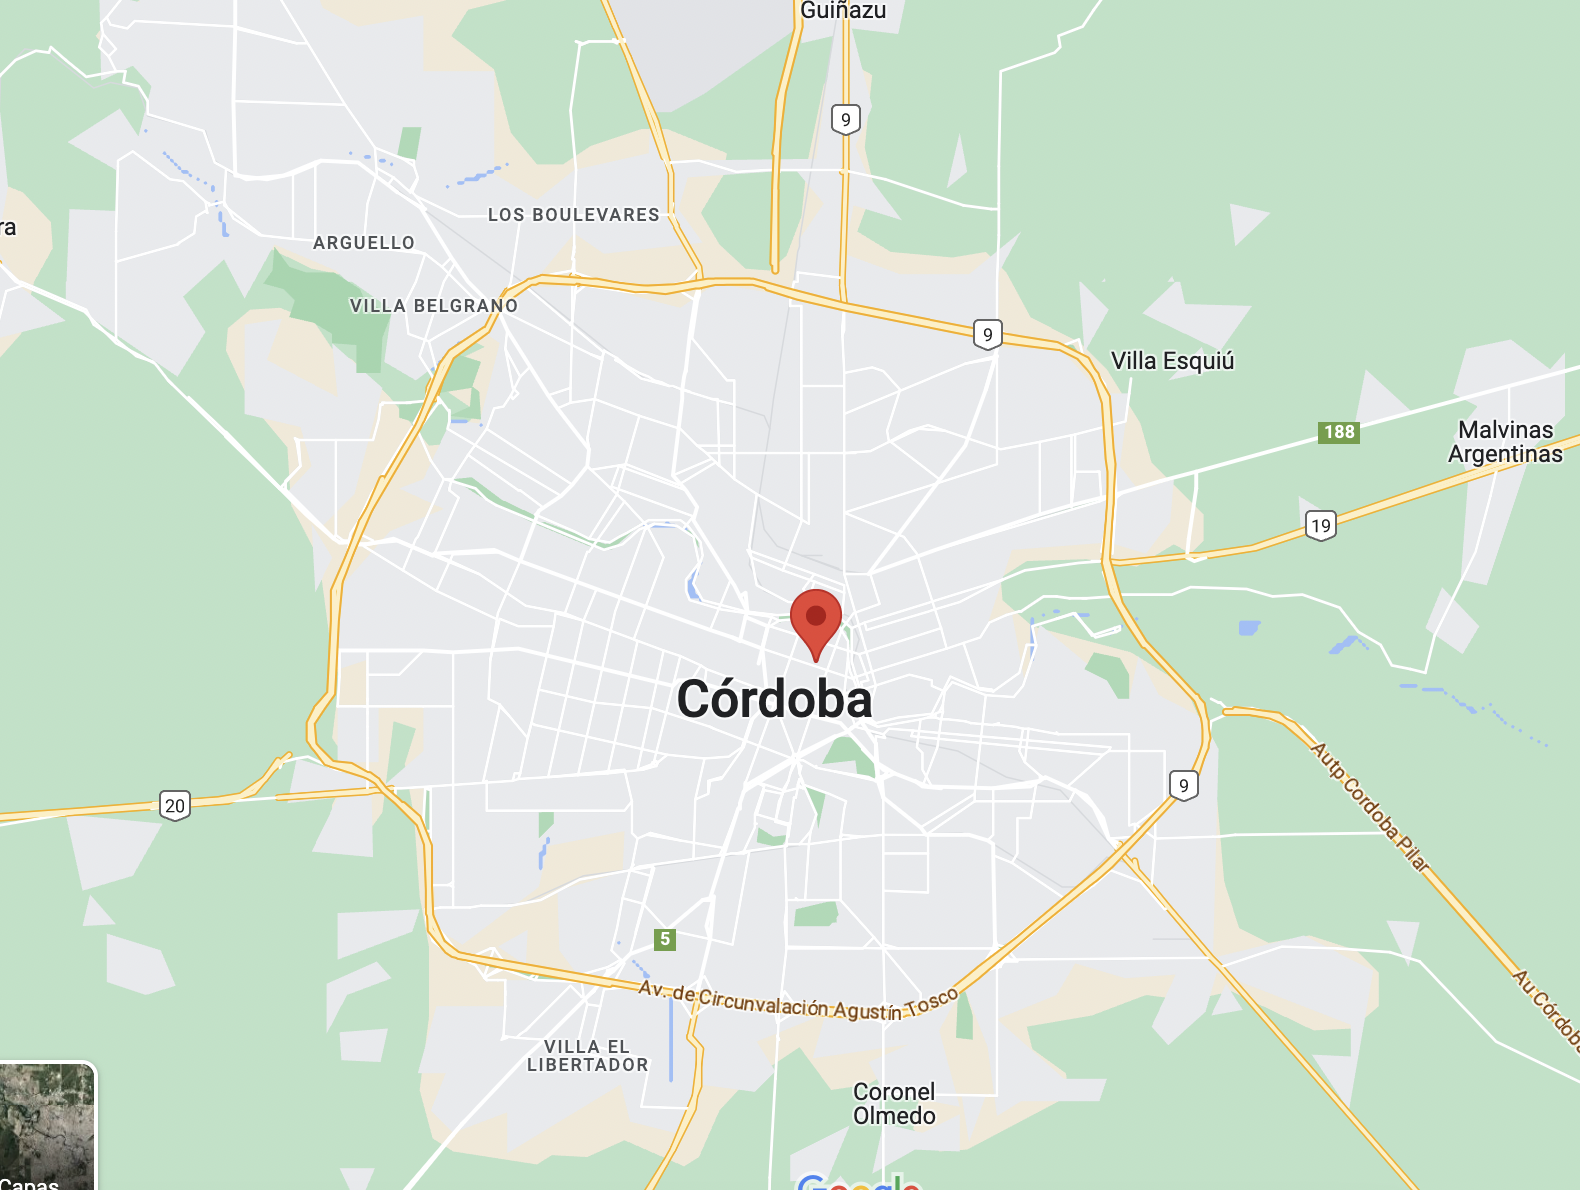 Guiñazu
9
LOS BOULEVARES
ra
ARGUELLO
VILLA BELGRANO
9
Villa Esquiú
188
Malvinas
Argentinas
19
Córdoba
Autp Cordoba Pilar
9
20
5
Av. de Circunvalación Agustín Tosco
Au Córdoba
VILLA EL
LIBERTADOR
Coronel
Olmedo
Capas
Google